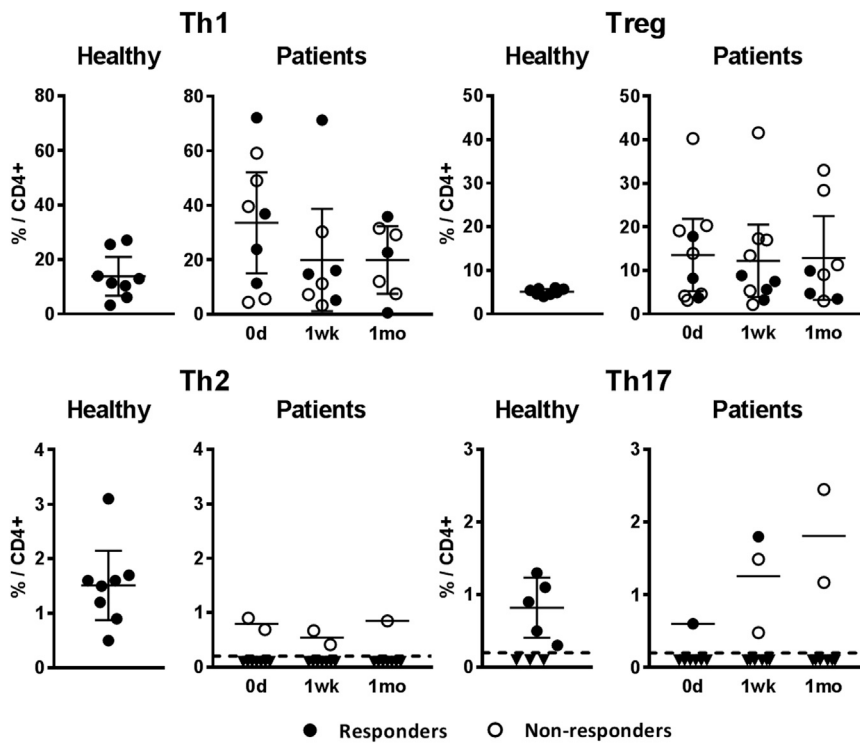 Th1
Treg
Healthy
Patients
Healthy
Patients
% / CD4+
80
60
40
20
0
80
60
40
20
0
0d
1wk
1mo
% / CD4+
50
40
30
20
10
0
50
40
30
20
10
0
0d
1wk
1mo
Th2
Th17
Healthy
Patients
Healthy
Patients
% / CD4+
4
3
2
1
0
4
3
2
1
0
0d
1wk
1mo
% / CD4+
3
2
1
0
3
2
1
0
0d
1wk
1mo
Responders
Non-responders